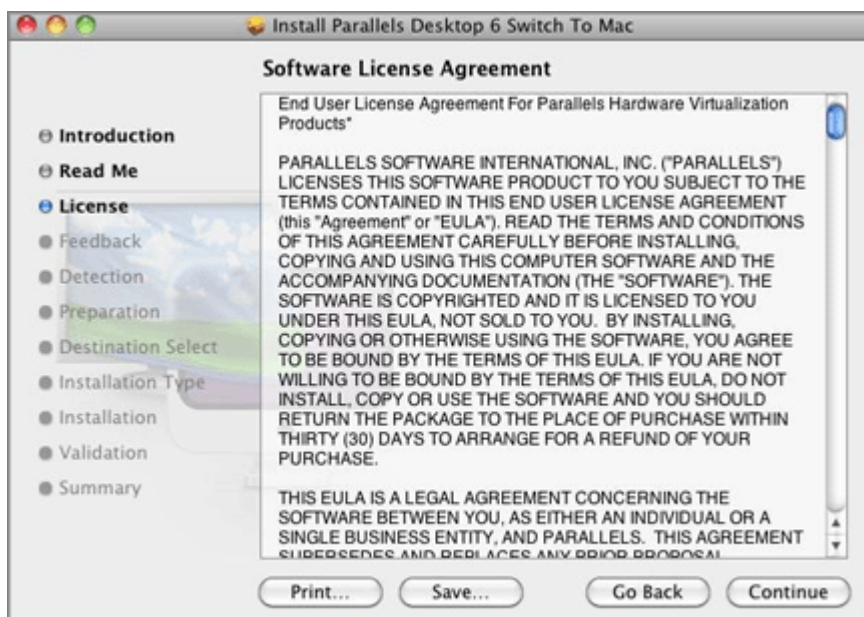 Install Parallels Desktop 6 Switch To Mac
Software License Agreement
Introduction
Read Me
License
Feedback
Detection
Preparation
Destination Select
Installation Type
Installation
Validation
Summary
End User License Agreement For Parallels Hardware Virtualization
Products*
PARALLELS SOFTWARE INTERNATIONAL, INC. ("PARALLELS")
LICENSES THIS SOFTWARE PRODUCT TO YOU SUBJECT TO THE
TERMS CONTAINED IN THIS END USER LICENSE AGREEMENT
(this "Agreement" or "EULA"). READ THE TERMS AND CONDITIONS
OF THIS AGREEMENT CAREFULLY BEFORE INSTALLING,
COPYING AND USING THIS COMPUTER SOFTWARE AND THE
ACCOMPANYING DOCUMENTATION (THE "SOFTWARE"). THE
SOFTWARE IS COPYRIGHTED AND IT IS LICENSED TO YOU
UNDER THIS EULA, NOT SOLD TO YOU.  BY INSTALLING,
COPYING OR OTHERWISE USING THE SOFTWARE, YOU AGREE
TO BE BOUND BY THE TERMS OF THIS EULA. IF YOU ARE NOT
WILLING TO BE BOUND BY THE TERMS OF THIS EULA, DO NOT
INSTALL, COPY OR USE THE SOFTWARE AND YOU SHOULD
RETURN THE PACKAGE TO THE PLACE OF PURCHASE WITHIN
THIRTY (30) DAYS TO ARRANGE FOR A REFUND OF YOUR
PURCHASE.
THIS EULA IS A LEGAL AGREEMENT CONCERNING THE
SOFTWARE BETWEEN YOU, AS EITHER AN INDIVIDUAL OR A
SINGLE BUSINESS ENTITY, AND PARALLELS.  THIS AGREEMENT
SUPERSEDES AND REPLACES ANY PRIOR PROPOSAL
Print...
Save...
Go Back
Continue